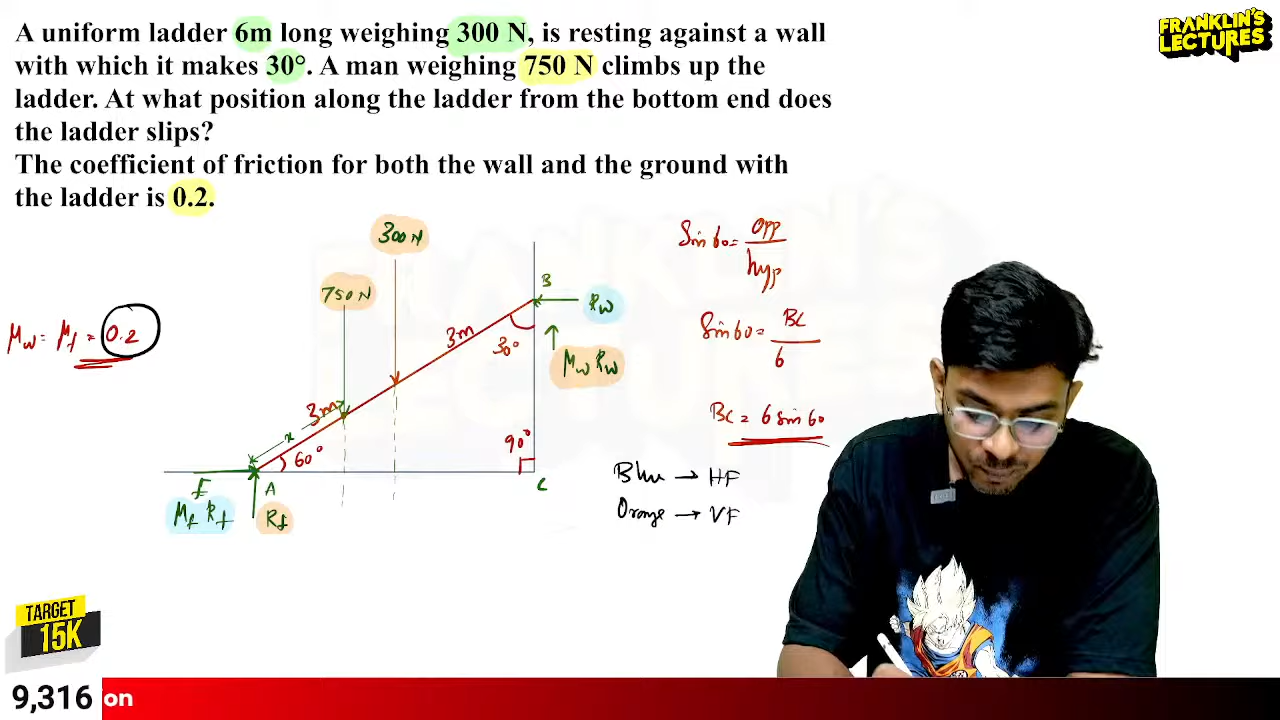 A uniform ladder 6m long weighing 300 N, is resting against a wall
with which it makes 30°. A man weighing 750 N climbs up the
ladder. At what position along the ladder from the bottom end does
the ladder slips?
The coefficient of friction for both the wall and the ground with
the ladder is 0.2.
FRANKLIN'S
LECTURES
300 N
750 N
B
Rw
3m
30°
μw Rw
μw = μf = 0.2
3m
x
60°
90°
A
C
F
μf Rf
Rf
Sin 60 = opp
hyp
Sin 60 = BC
6
BC = 6 sin 60
Blue → HF
Orange → VF
TARGET
15K
9,316
on